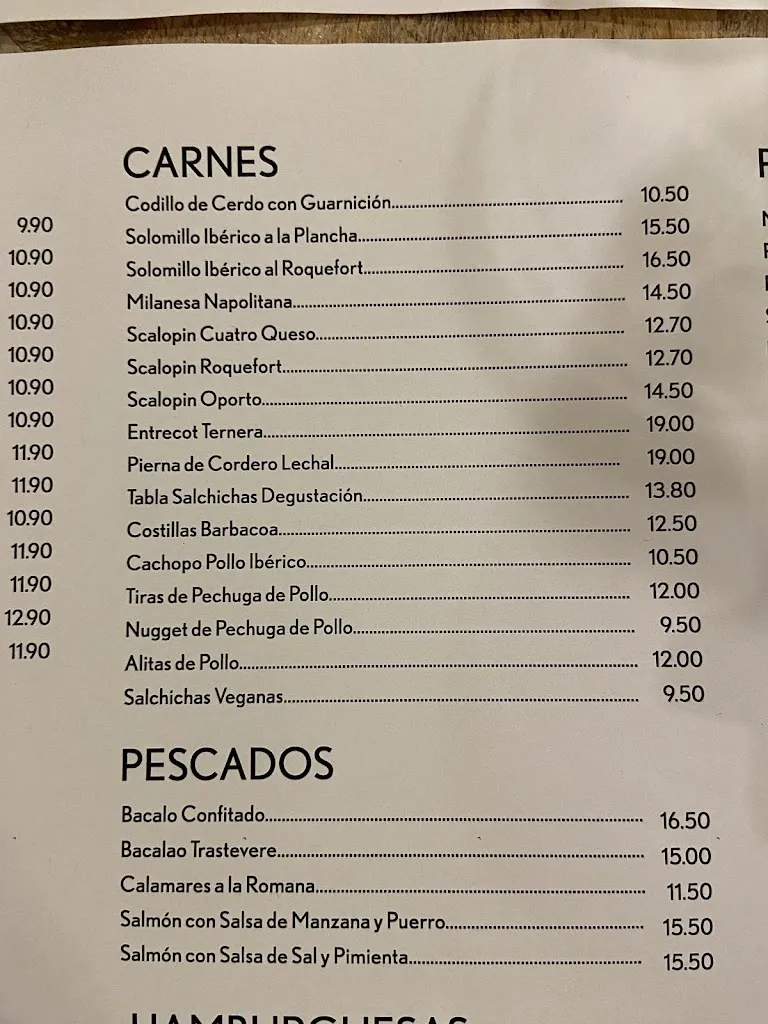 9.90
10.90
10.90
10.90
10.90
10.90
10.90
11.90
11.90
10.90
11.90
11.90
12.90
11.90
CARNES
Codillo de Cerdo con Guarnición 10.50
Solomillo Ibérico a la Plancha 15.50
Solomillo Ibérico al Roquefort 16.50
Milanesa Napolitana 14.50
Scalopin Cuatro Queso 12.70
Scalopin Roquefort 12.70
Scalopin Oporto 14.50
Entrecot Ternera 19.00
Pierna de Cordero Lechal 19.00
Tabla Salchichas Degustación 13.80
Costillas Barbacoa 12.50
Cachopo Pollo Ibérico 10.50
Tiras de Pechuga de Pollo 12.00
Nugget de Pechuga de Pollo 9.50
Alitas de Pollo 12.00
Salchichas Veganas 9.50
PESCADOS
Bacalo Confitado 16.50
Bacalao Trastevere 15.00
Calamares a la Romana 11.50
Salmón con Salsa de Manzana y Puerro 15.50
Salmón con Salsa de Sal y Pimienta 15.50
HAMBURGUESAS